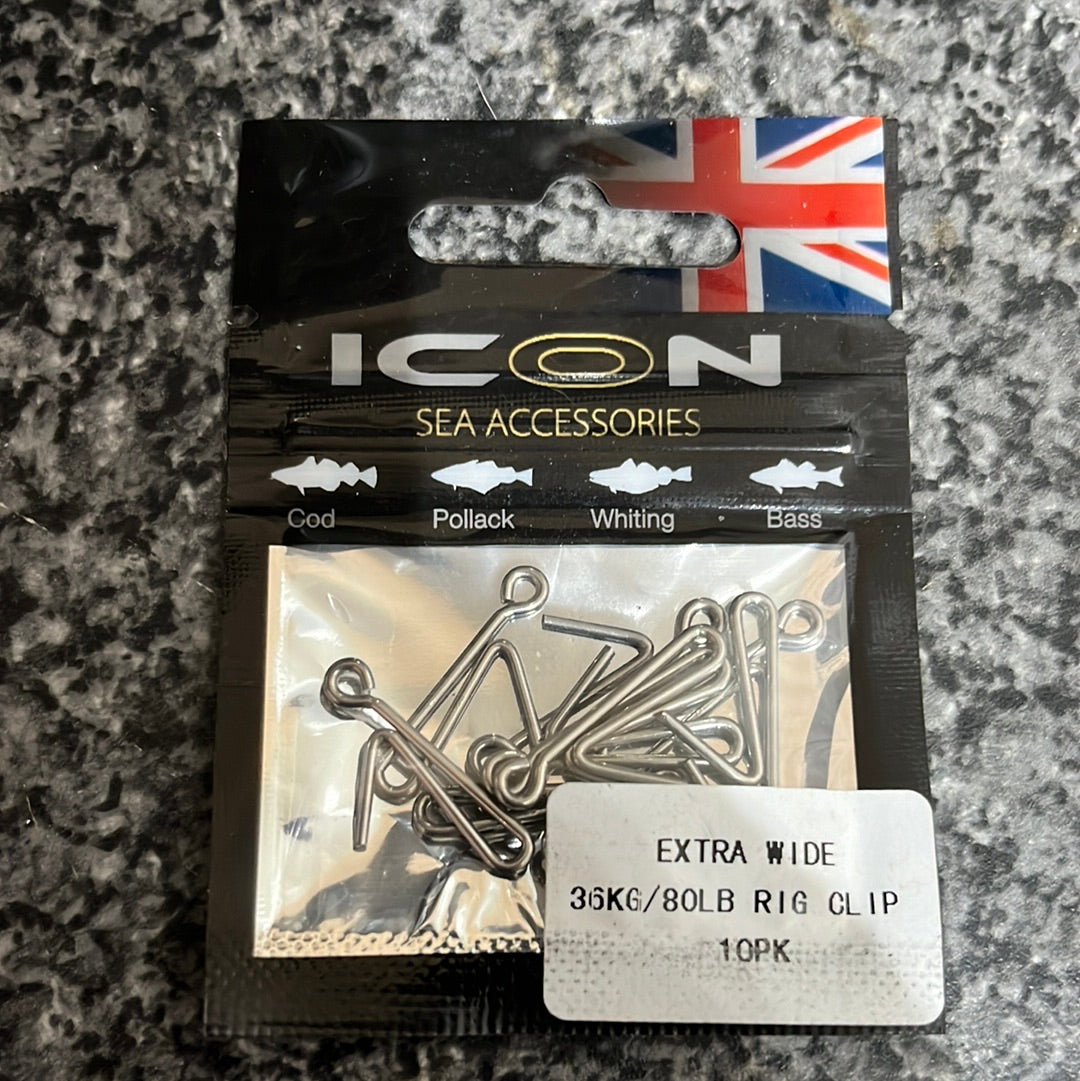 ICON
SEA ACCESSORIES
Cod Pollack Whiting Bass
EXTRA WIDE
36KG/80LB RIG CLIP
10PK